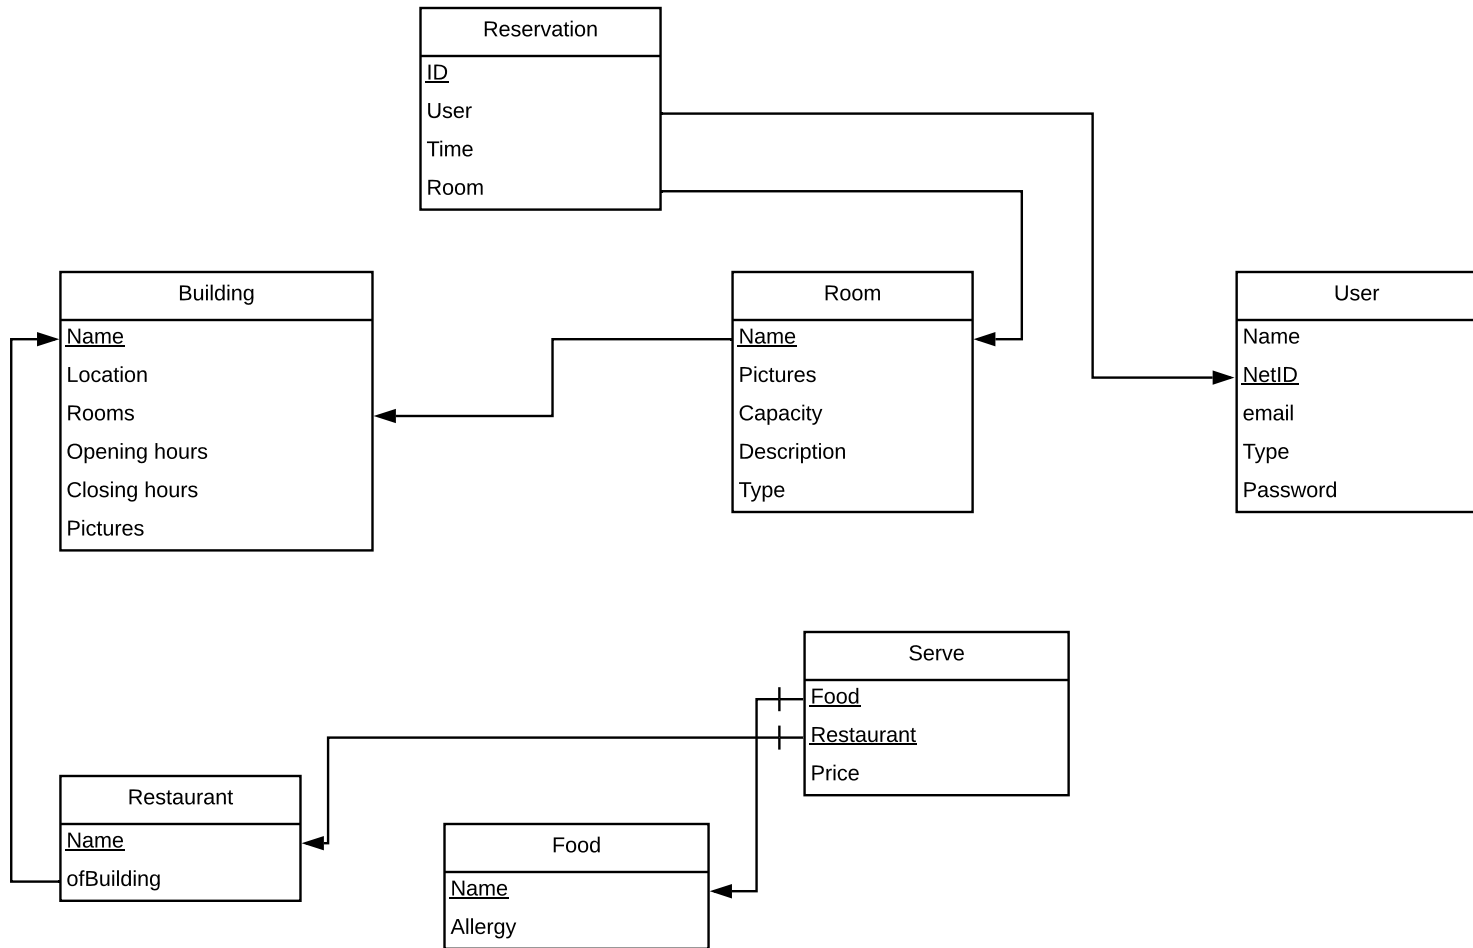 Reservation
ID
User
Time
Room
Building
Name
Location
Rooms
Opening hours
Closing hours
Pictures
Room
Name
Pictures
Capacity
Description
Type
User
Name
NetID
email
Type
Password
Serve
Food
Restaurant
Price
Restaurant
Name
ofBuilding
Food
Name
Allergy